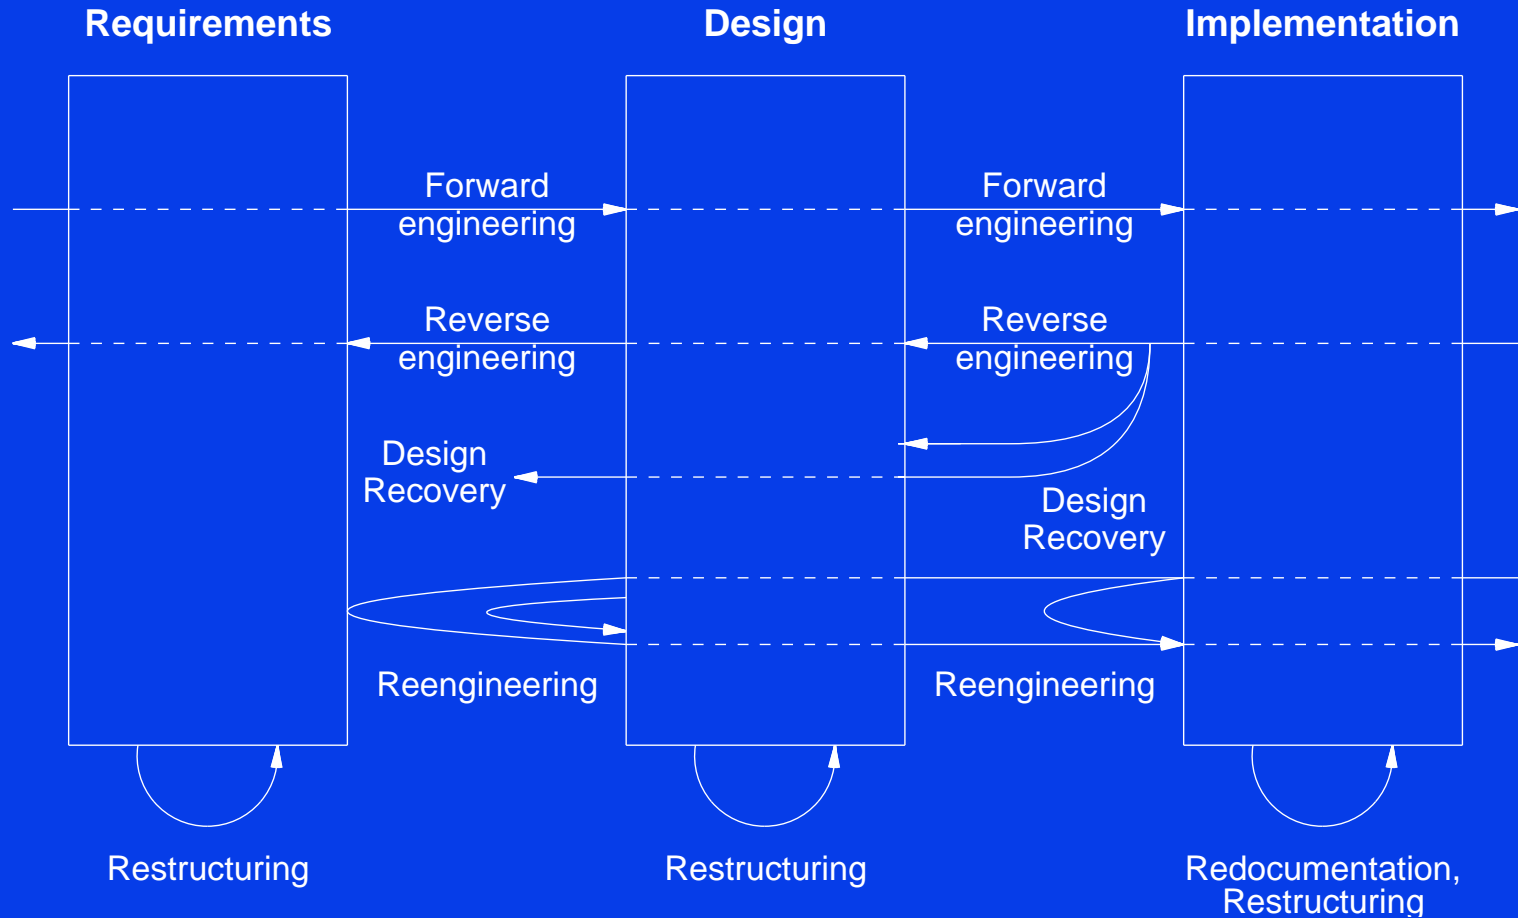 Requirements
Design
Implementation
Forward
engineering
Forward
engineering
Reverse
engineering
Reverse
engineering
Design
Recovery
Design
Recovery
Reengineering
Reengineering
Restructuring
Restructuring
Redocumentation,
Restructuring